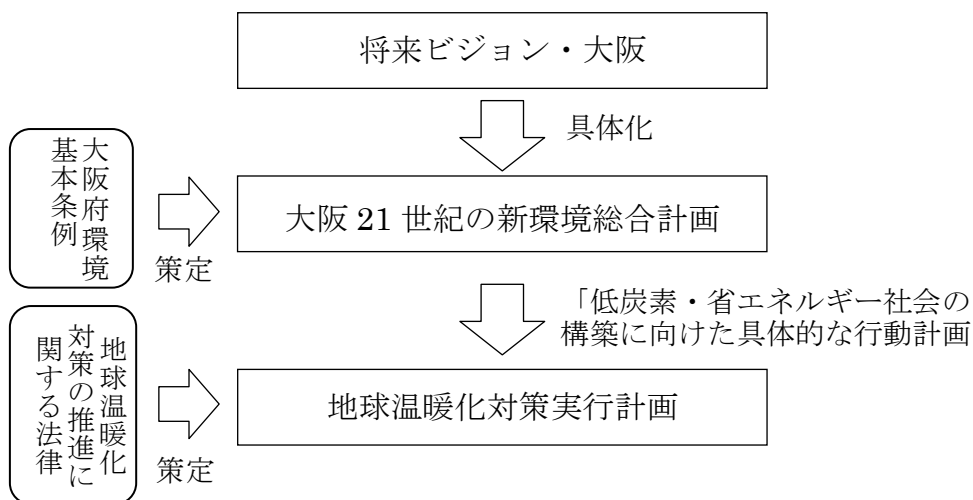 将来ビジョン・大阪
具体化
大阪府環境
基本条例
策定
大阪 21 世紀の新環境総合計画
「低炭素・省エネルギー社会の
構築に向けた具体的な行動計画
地球温暖化
対策の推進に
関する法律
策定
地球温暖化対策実行計画